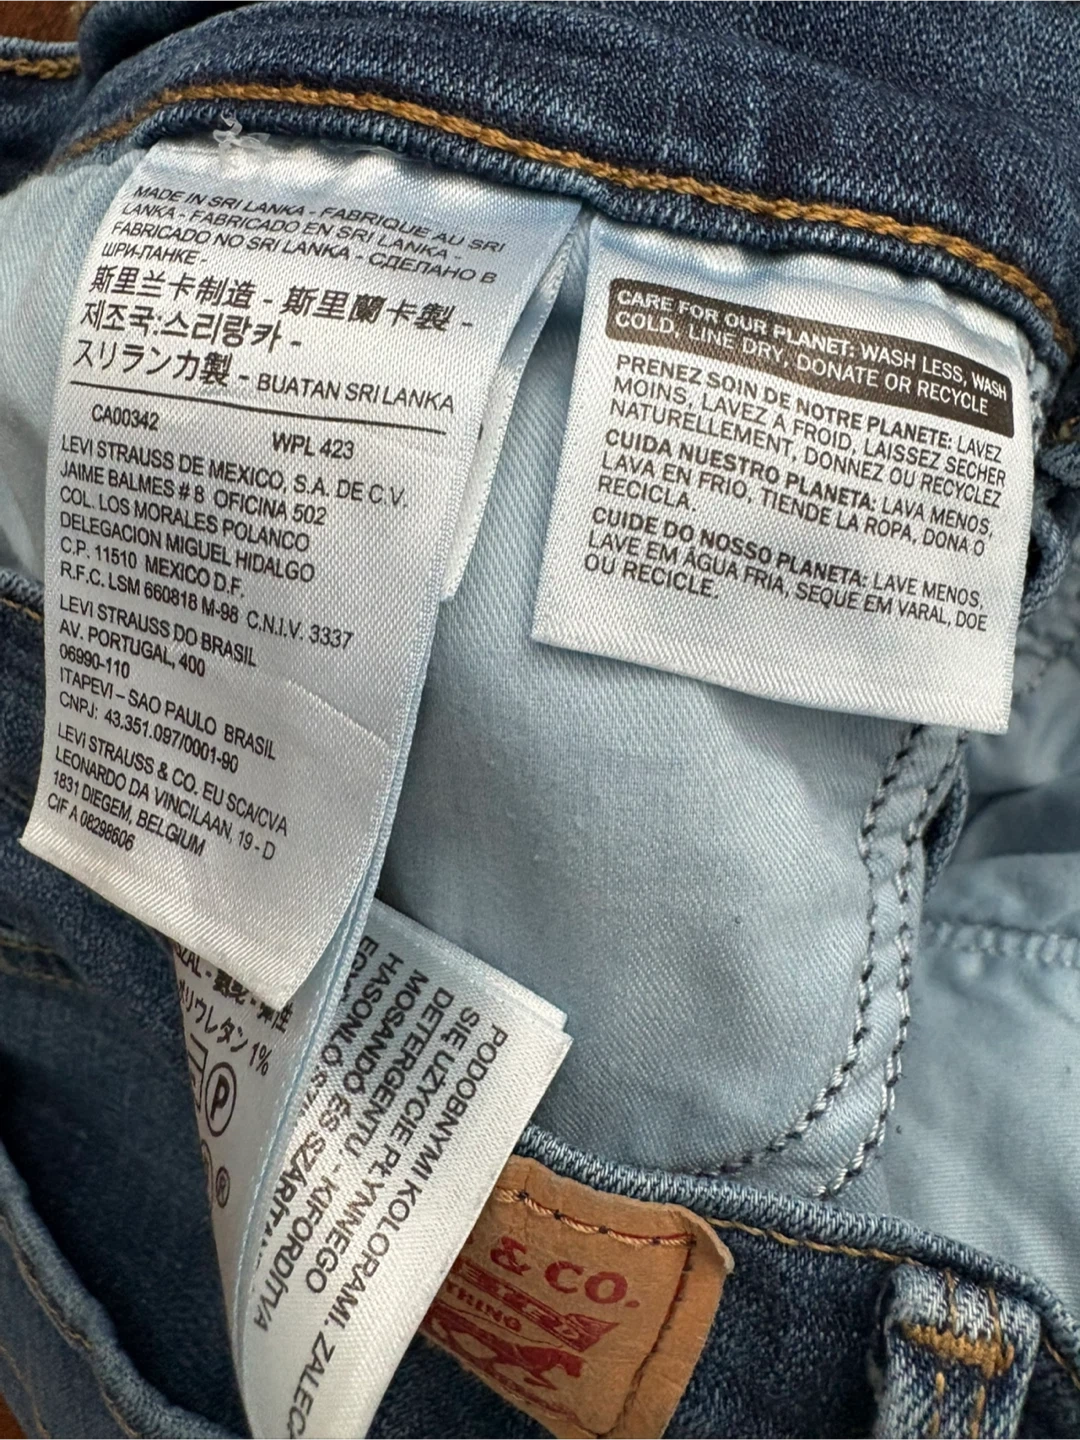 MADE IN SRI LANKA - FABRIQUE AU SRI
LANKA - FABRICADO EN SRI LANKA -
FABRICADO NO SRI LANKA - СДЕЛАНО В
ШРИ-ЛАНКЕ -
斯里兰卡制造 - 斯里蘭卡製 -
제조국:스리랑카 -
スリランカ製 - BUATAN SRI LANKA
CA00342 WPL 423
LEVI STRAUSS DE MEXICO, S.A. DE C.V.
JAIME BALMES # 8 OFICINA 502
COL. LOS MORALES POLANCO
DELEGACION MIGUEL HIDALGO
C.P. 11510 MEXICO D.F.
R.F.C. LSM 660818 M-98 C.N.I.V. 3337
LEVI STRAUSS DO BRASIL
AV. PORTUGAL, 400
06990-110
ITAPEVI – SAO PAULO BRASIL
CNPJ: 43.351.097/0001-90
LEVI STRAUSS & CO. EU SCA/CVA
LEONARDO DA VINCILAAN, 19 - D
1831 DIEGEM, BELGIUM
CIF A 08298606
CARE FOR OUR PLANET: WASH LESS, WASH
COLD, LINE DRY, DONATE OR RECYCLE
PRENEZ SOIN DE NOTRE PLANETE: LAVEZ
MOINS, LAVEZ À FROID, LAISSEZ SECHER
NATURELLEMENT, DONNEZ OU RECYCLEZ
CUIDA NUESTRO PLANETA: LAVA MENOS,
LAVA EN FRIO, TIENDE LA ROPA, DONA O
RECICLA.
CUIDE DO NOSSO PLANETA: LAVE MENOS,
LAVE EM ÁGUA FRIA, SEQUE EM VARAL, DOE
OU RECICLE.
ポリウレタン 1%
P
PODOBNYMI KOLORAMI. ZALECA
SIĘ UŻYCIE PŁYNNEGO
DETERGENTU. - KIFORDÍTVA
MOSANDÓ ÉS SZÁRÍTA
HASONLÓ
& CO.